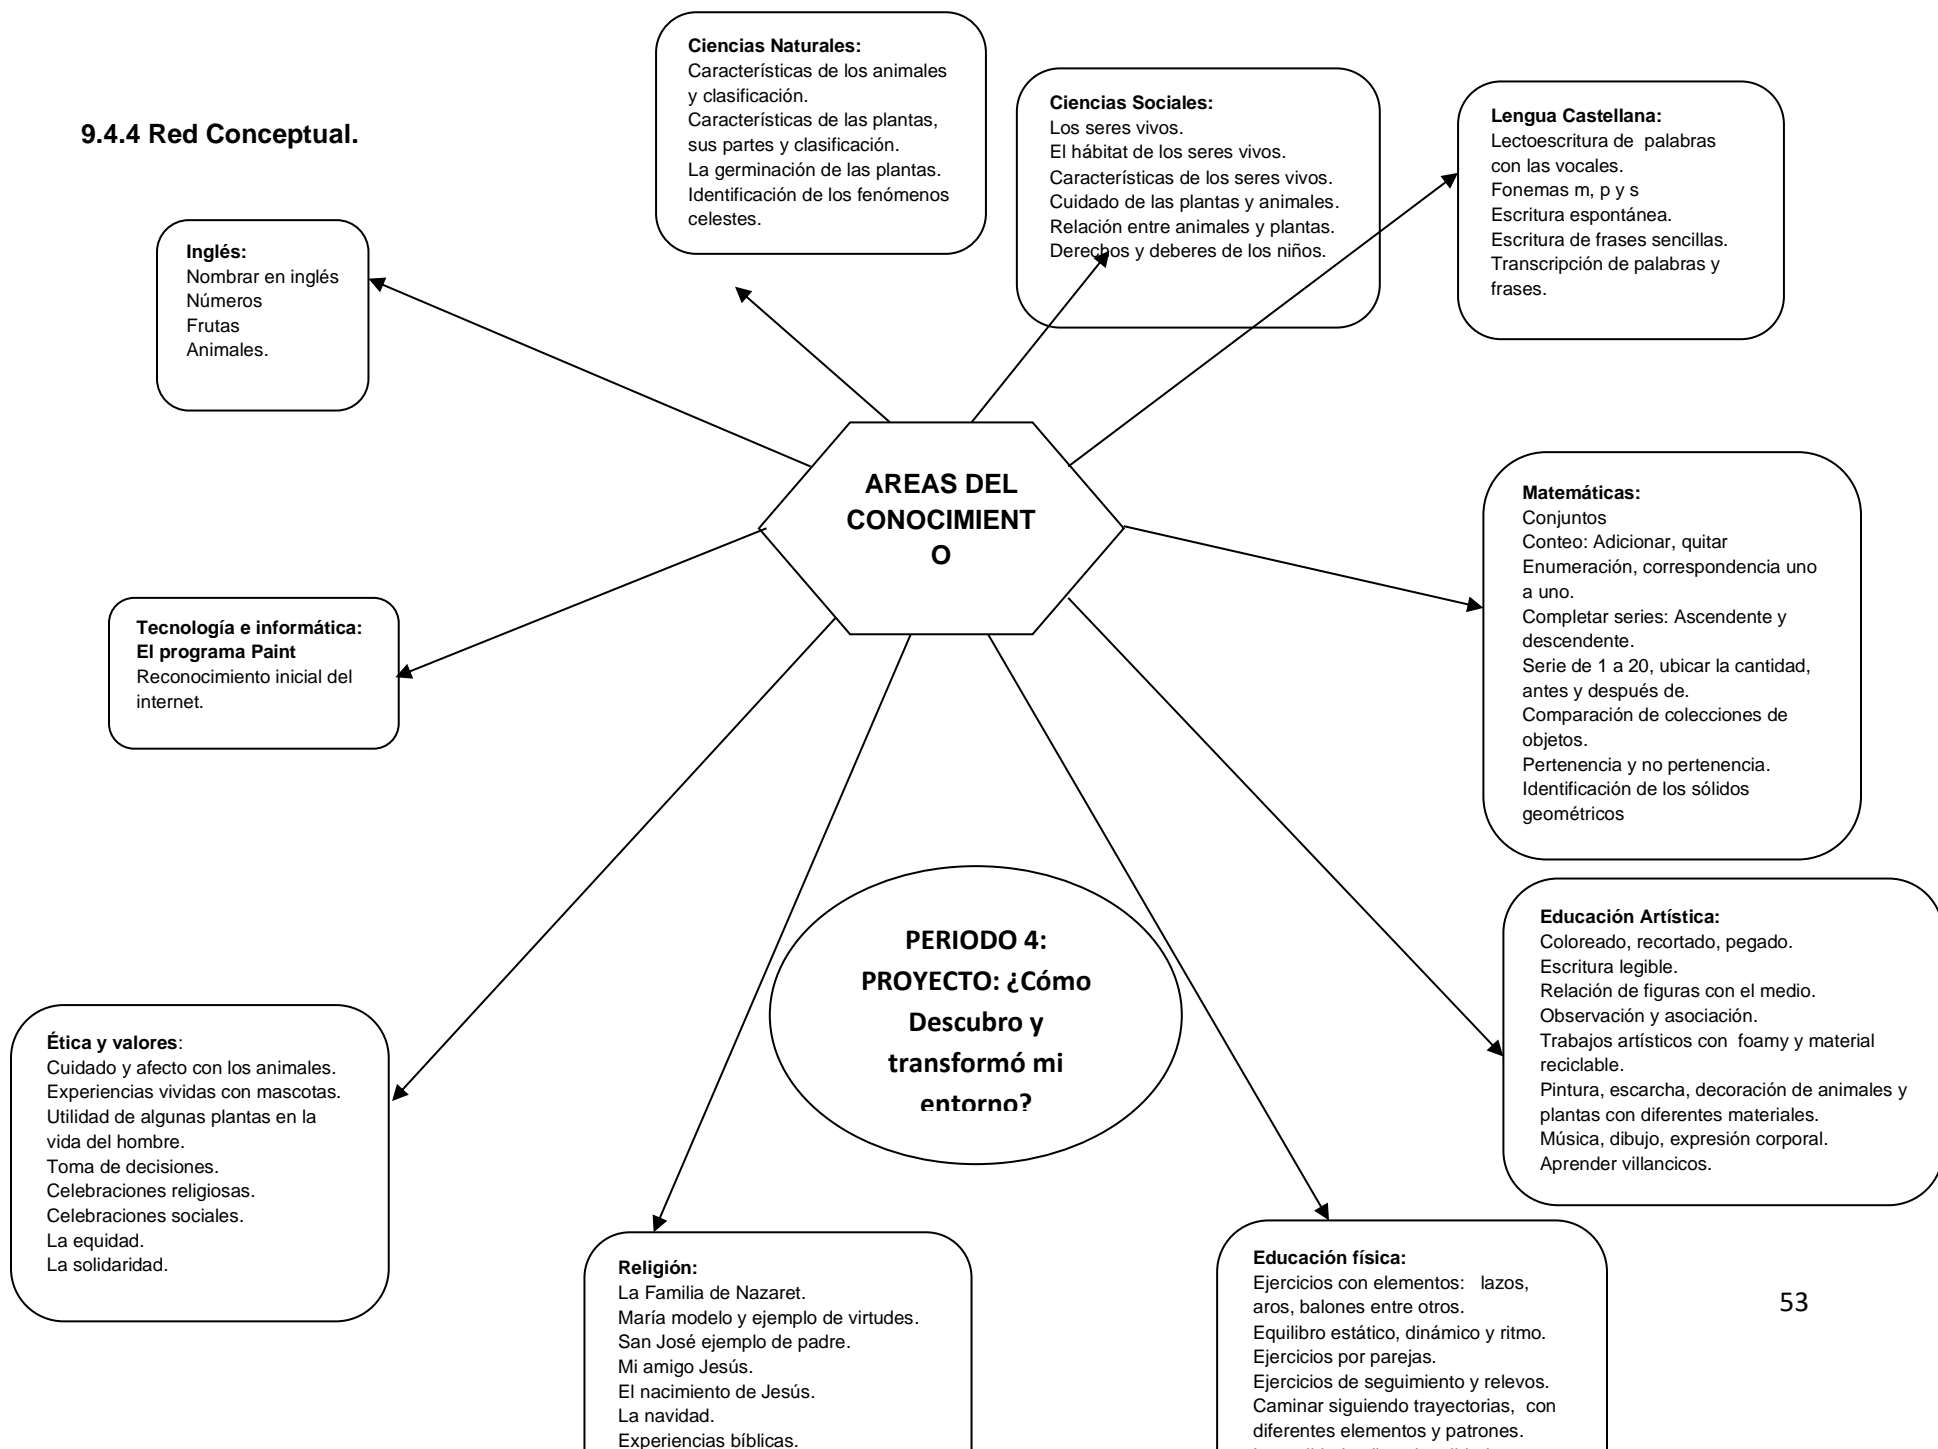 9.4.4 Red Conceptual.
Ciencias Naturales:
Características de los animales
y clasificación.
Características de las plantas,
sus partes y clasificación.
La germinación de las plantas.
Identificación de los fenómenos
celestes.
Ciencias Sociales:
Los seres vivos.
El hábitat de los seres vivos.
Características de los seres vivos.
Cuidado de las plantas y animales.
Relación entre animales y plantas.
Derechos y deberes de los niños.
Lengua Castellana:
Lectoescritura de palabras
con las vocales.
Fonemas m, p y s
Escritura espontánea.
Escritura de frases sencillas.
Transcripción de palabras y
frases.
Inglés:
Nombrar en inglés
Números
Frutas
Animales.
AREAS DEL
CONOCIMIENT
O
Matemáticas:
Conjuntos
Conteo: Adicionar, quitar
Enumeración, correspondencia uno
a uno.
Completar series: Ascendente y
descendente.
Serie de 1 a 20, ubicar la cantidad,
antes y después de.
Comparación de colecciones de
objetos.
Pertenencia y no pertenencia.
Identificación de los sólidos
geométricos
Tecnología e informática:
El programa Paint
Reconocimiento inicial del
internet.
PERIODO 4:
PROYECTO: ¿Cómo
Descubro y
transformó mi
entorno?
Educación Artística:
Coloreado, recortado, pegado.
Escritura legible.
Relación de figuras con el medio.
Observación y asociación.
Trabajos artísticos con foamy y material
reciclable.
Pintura, escarcha, decoración de animales y
plantas con diferentes materiales.
Música, dibujo, expresión corporal.
Aprender villancicos.
Ética y valores:
Cuidado y afecto con los animales.
Experiencias vividas con mascotas.
Utilidad de algunas plantas en la
vida del hombre.
Toma de decisiones.
Celebraciones religiosas.
Celebraciones sociales.
La equidad.
La solidaridad.
Religión:
La Familia de Nazaret.
María modelo y ejemplo de virtudes.
San José ejemplo de padre.
Mi amigo Jesús.
El nacimiento de Jesús.
La navidad.
Experiencias bíblicas.
Educación física:
Ejercicios con elementos: lazos,
aros, balones entre otros.
Equilibro estático, dinámico y ritmo.
Ejercicios por parejas.
Ejercicios de seguimiento y relevos.
Caminar siguiendo trayectorias, con
diferentes elementos y patrones.
53